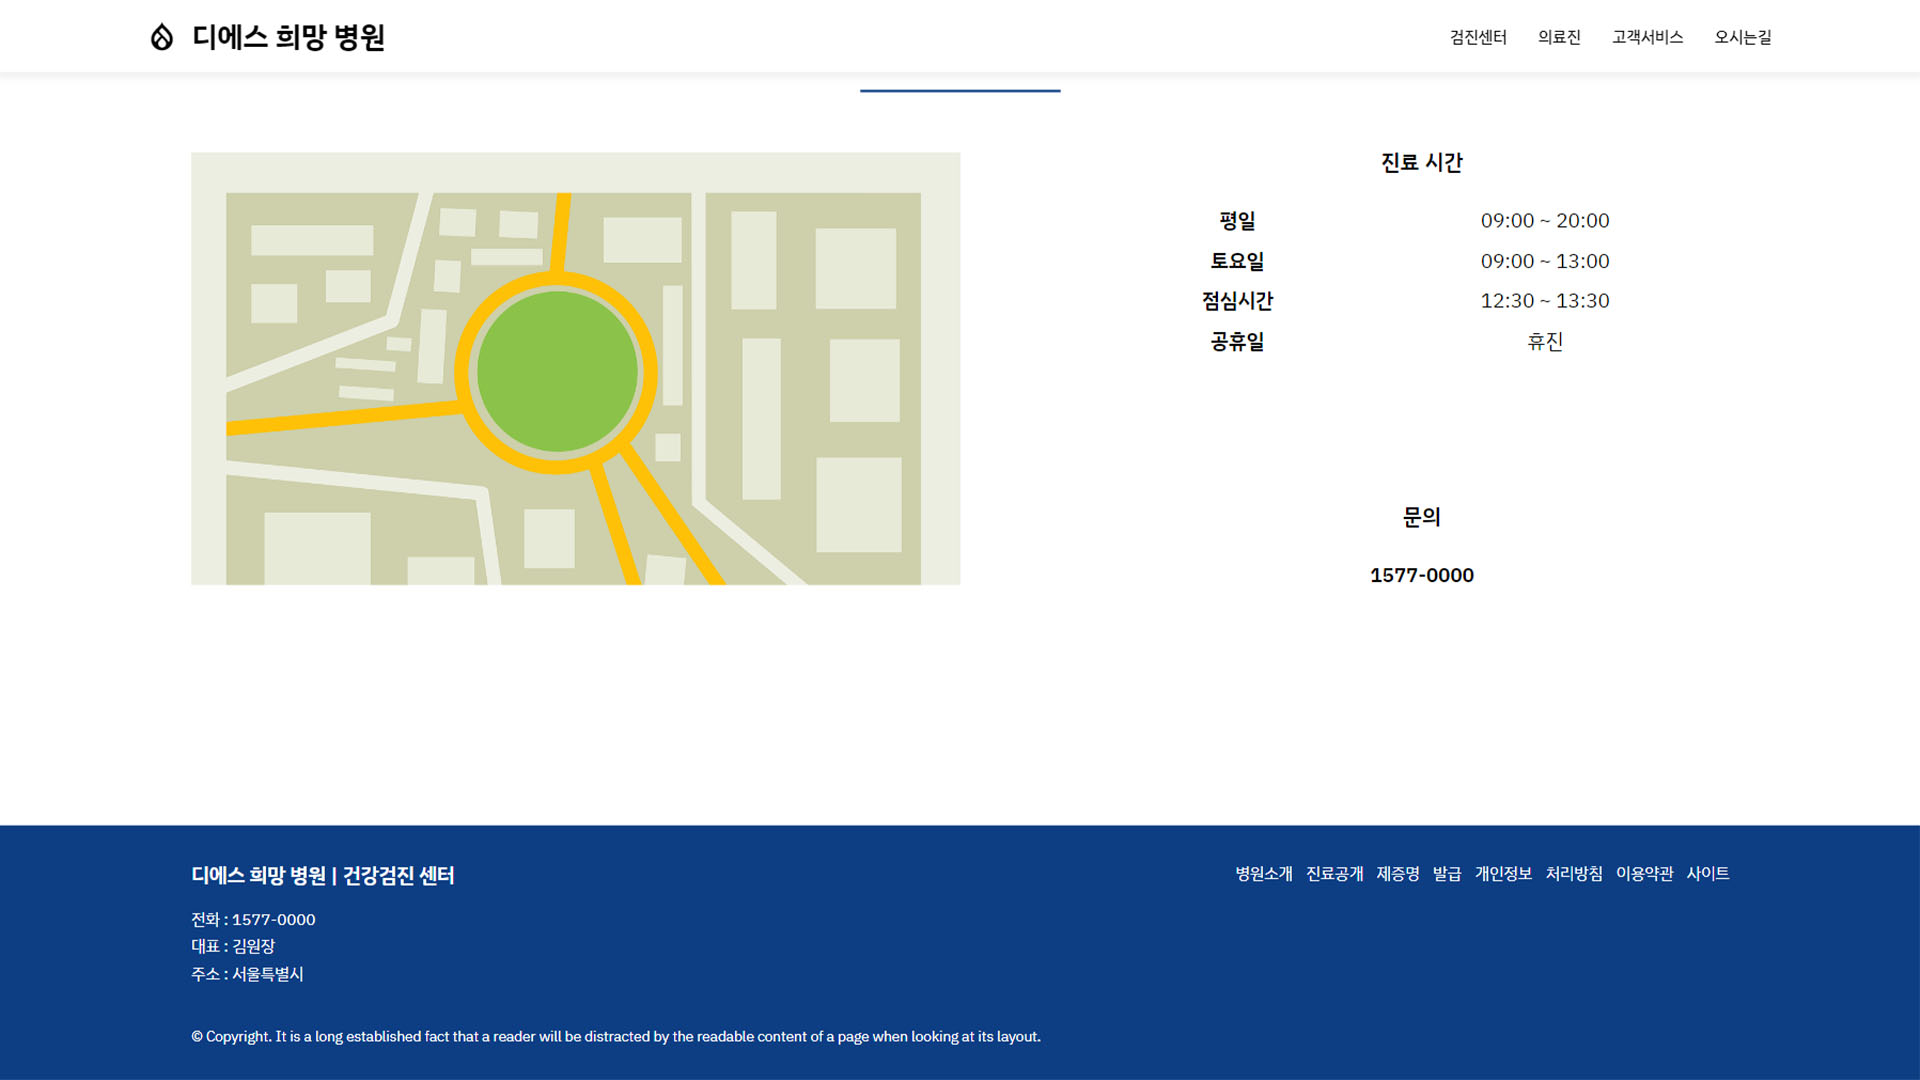 디에스 희망 병원
검진센터 의료진 고객서비스 오시는길
진료 시간
평일 09:00 ~ 20:00
토요일 09:00 ~ 13:00
점심시간 12:30 ~ 13:30
공휴일 휴진
문의
1577-0000
디에스 희망 병원 | 건강검진 센터
병원소개 진료공개 제증명 발급 개인정보 처리방침 이용약관 사이트
전화 : 1577-0000
대표 : 김원장
주소 : 서울특별시
© Copyright. It is a long established fact that a reader will be distracted by the readable content of a page when looking at its layout.